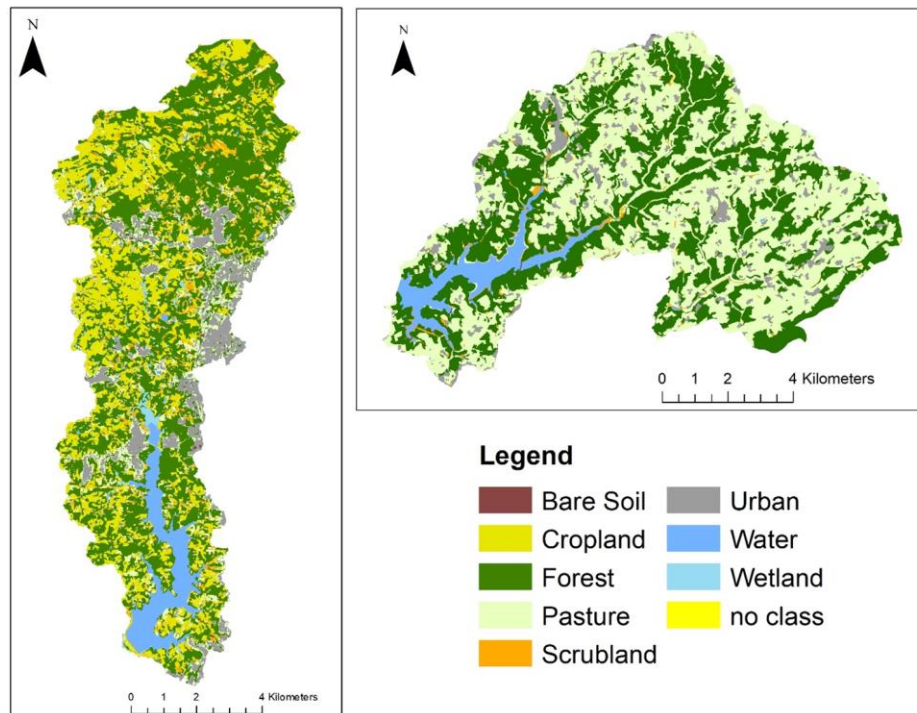 N
0 1 2 4 Kilometers
N
0 1 2 4 Kilometers
Legend
Bare Soil
Cropland
Forest
Pasture
Scrubland
Urban
Water
Wetland
no class